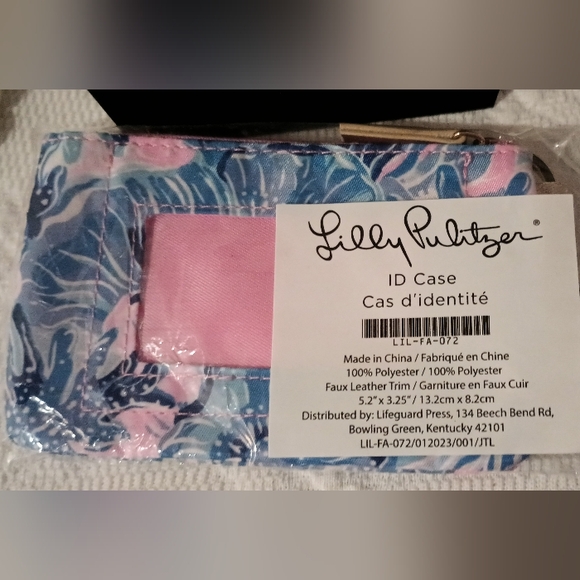 Lilly Pulitzer®
ID Case
Cas d'identité
LIL-FA-072
Made in China / Fabriqué en Chine
100% Polyester / 100% Polyester
Faux Leather Trim / Garniture en Faux Cuir
5.2" x 3.25" / 13.2cm x 8.2cm
Distributed by: Lifeguard Press, 134 Beech Bend Rd,
Bowling Green, Kentucky 42101
LIL-FA-072/012023/001/JTL